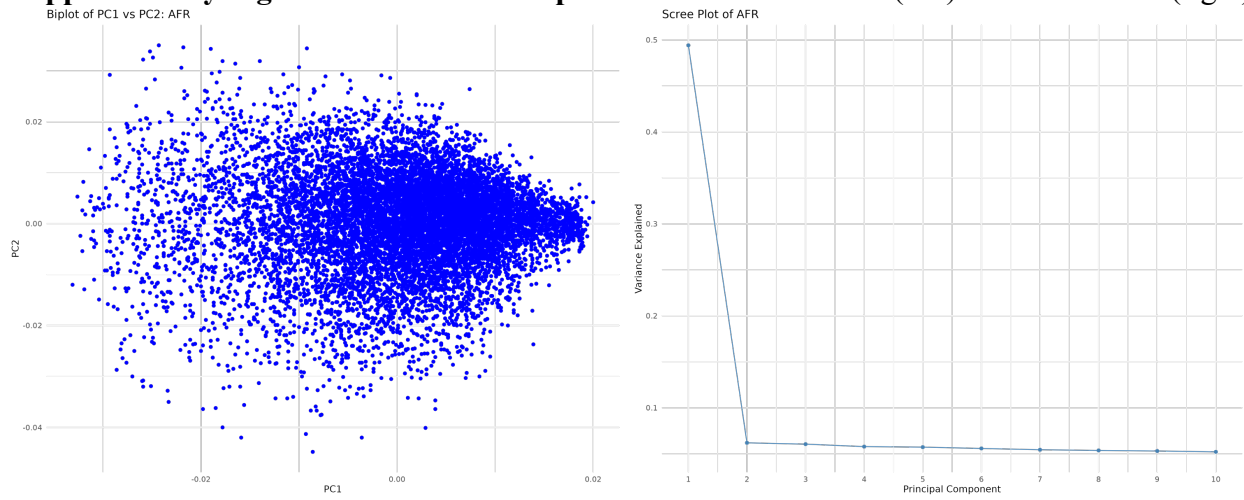 Biplot of PC1 vs PC2: AFR
0.02
0.00
-0.02
-0.04
PC2
-0.02
0.00
0.02
PC1
Scree Plot of AFR
0.5
0.4
0.3
0.2
0.1
Variance Explained
1 2 3 4 5 6 7 8 9 10
Principal Component